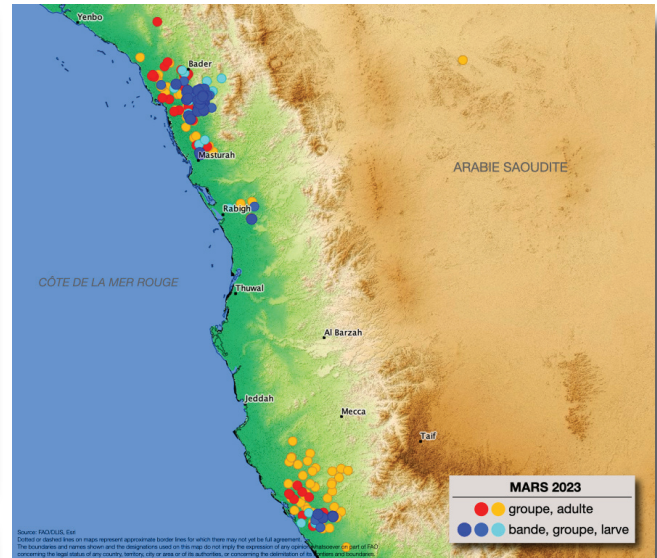 Yenbo
Bader
ARABIE SAOUDITE
Masturah
Rabigh
CÔTE DE LA MER ROUGE
Thuwal
Al Barzah
Jeddah
Mecca
Taif
MARS 2023
groupe, adulte
bande, groupe, larve
Source: FAO/DLIS, Esri
Dotted or dashed lines on maps represent approximate border lines for which there may not yet be full agreement.
The boundaries and names shown and the designations used on this map do not imply the expression of any opinion whatsoever on part of FAO
concerning the legal status of any country, territory, city or area or of its authorities, or concerning the delimitation of its frontiers and boundaries.